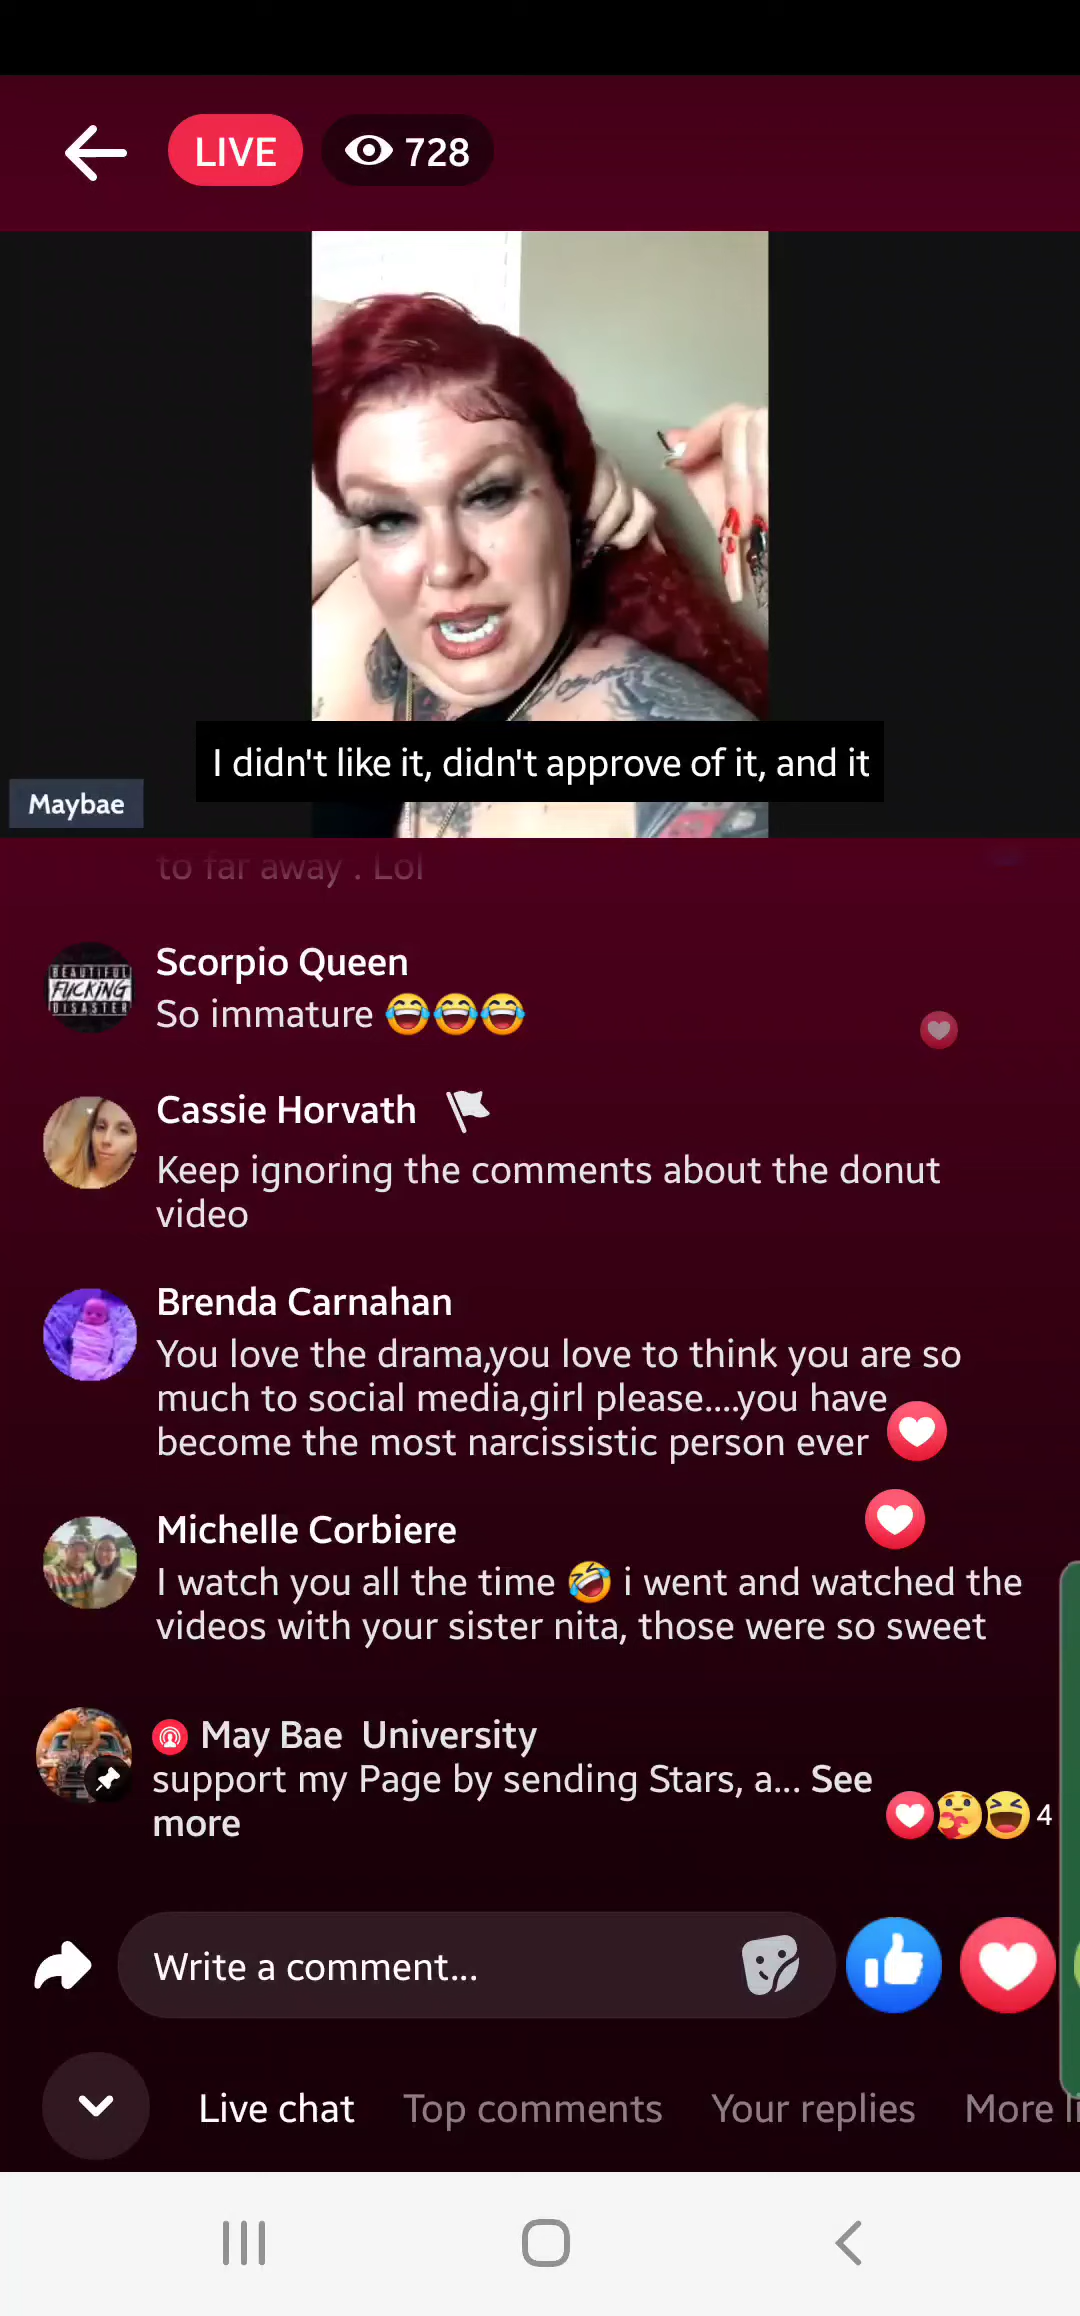 LIVE
728
I didn't like it, didn't approve of it, and it
Maybae
to far away . Lol
BEAUTIFUL
FUCKING
DISASTER
Scorpio Queen
So immature 😂😂😂
Cassie Horvath
Keep ignoring the comments about the donut
video
Brenda Carnahan
You love the drama,you love to think you are so
much to social media,girl please....you have
become the most narcissistic person ever
Michelle Corbiere
I watch you all the time 🤣 i went and watched the
videos with your sister nita, those were so sweet
May Bae University
support my Page by sending Stars, a... See
more
4
Write a comment...
Live chat Top comments Your replies More